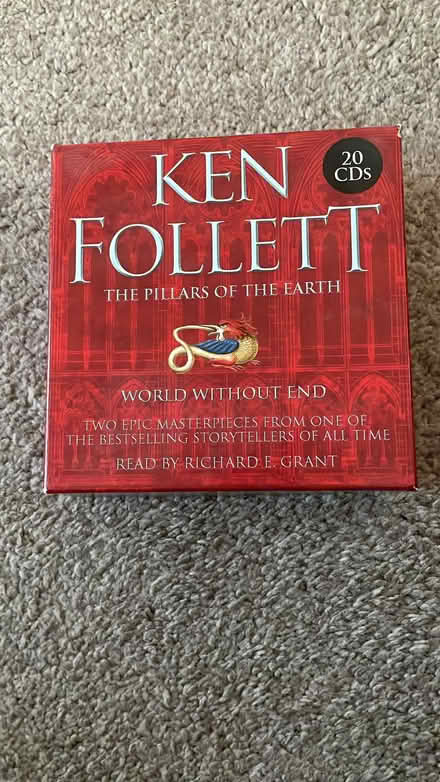 KEN
20
CDs
FOLLETT
THE PILLARS OF THE EARTH
WORLD WITHOUT END
TWO EPIC MASTERPIECES FROM ONE OF
THE BESTSELLING STORYTELLERS OF ALL TIME
READ BY RICHARD E. GRANT